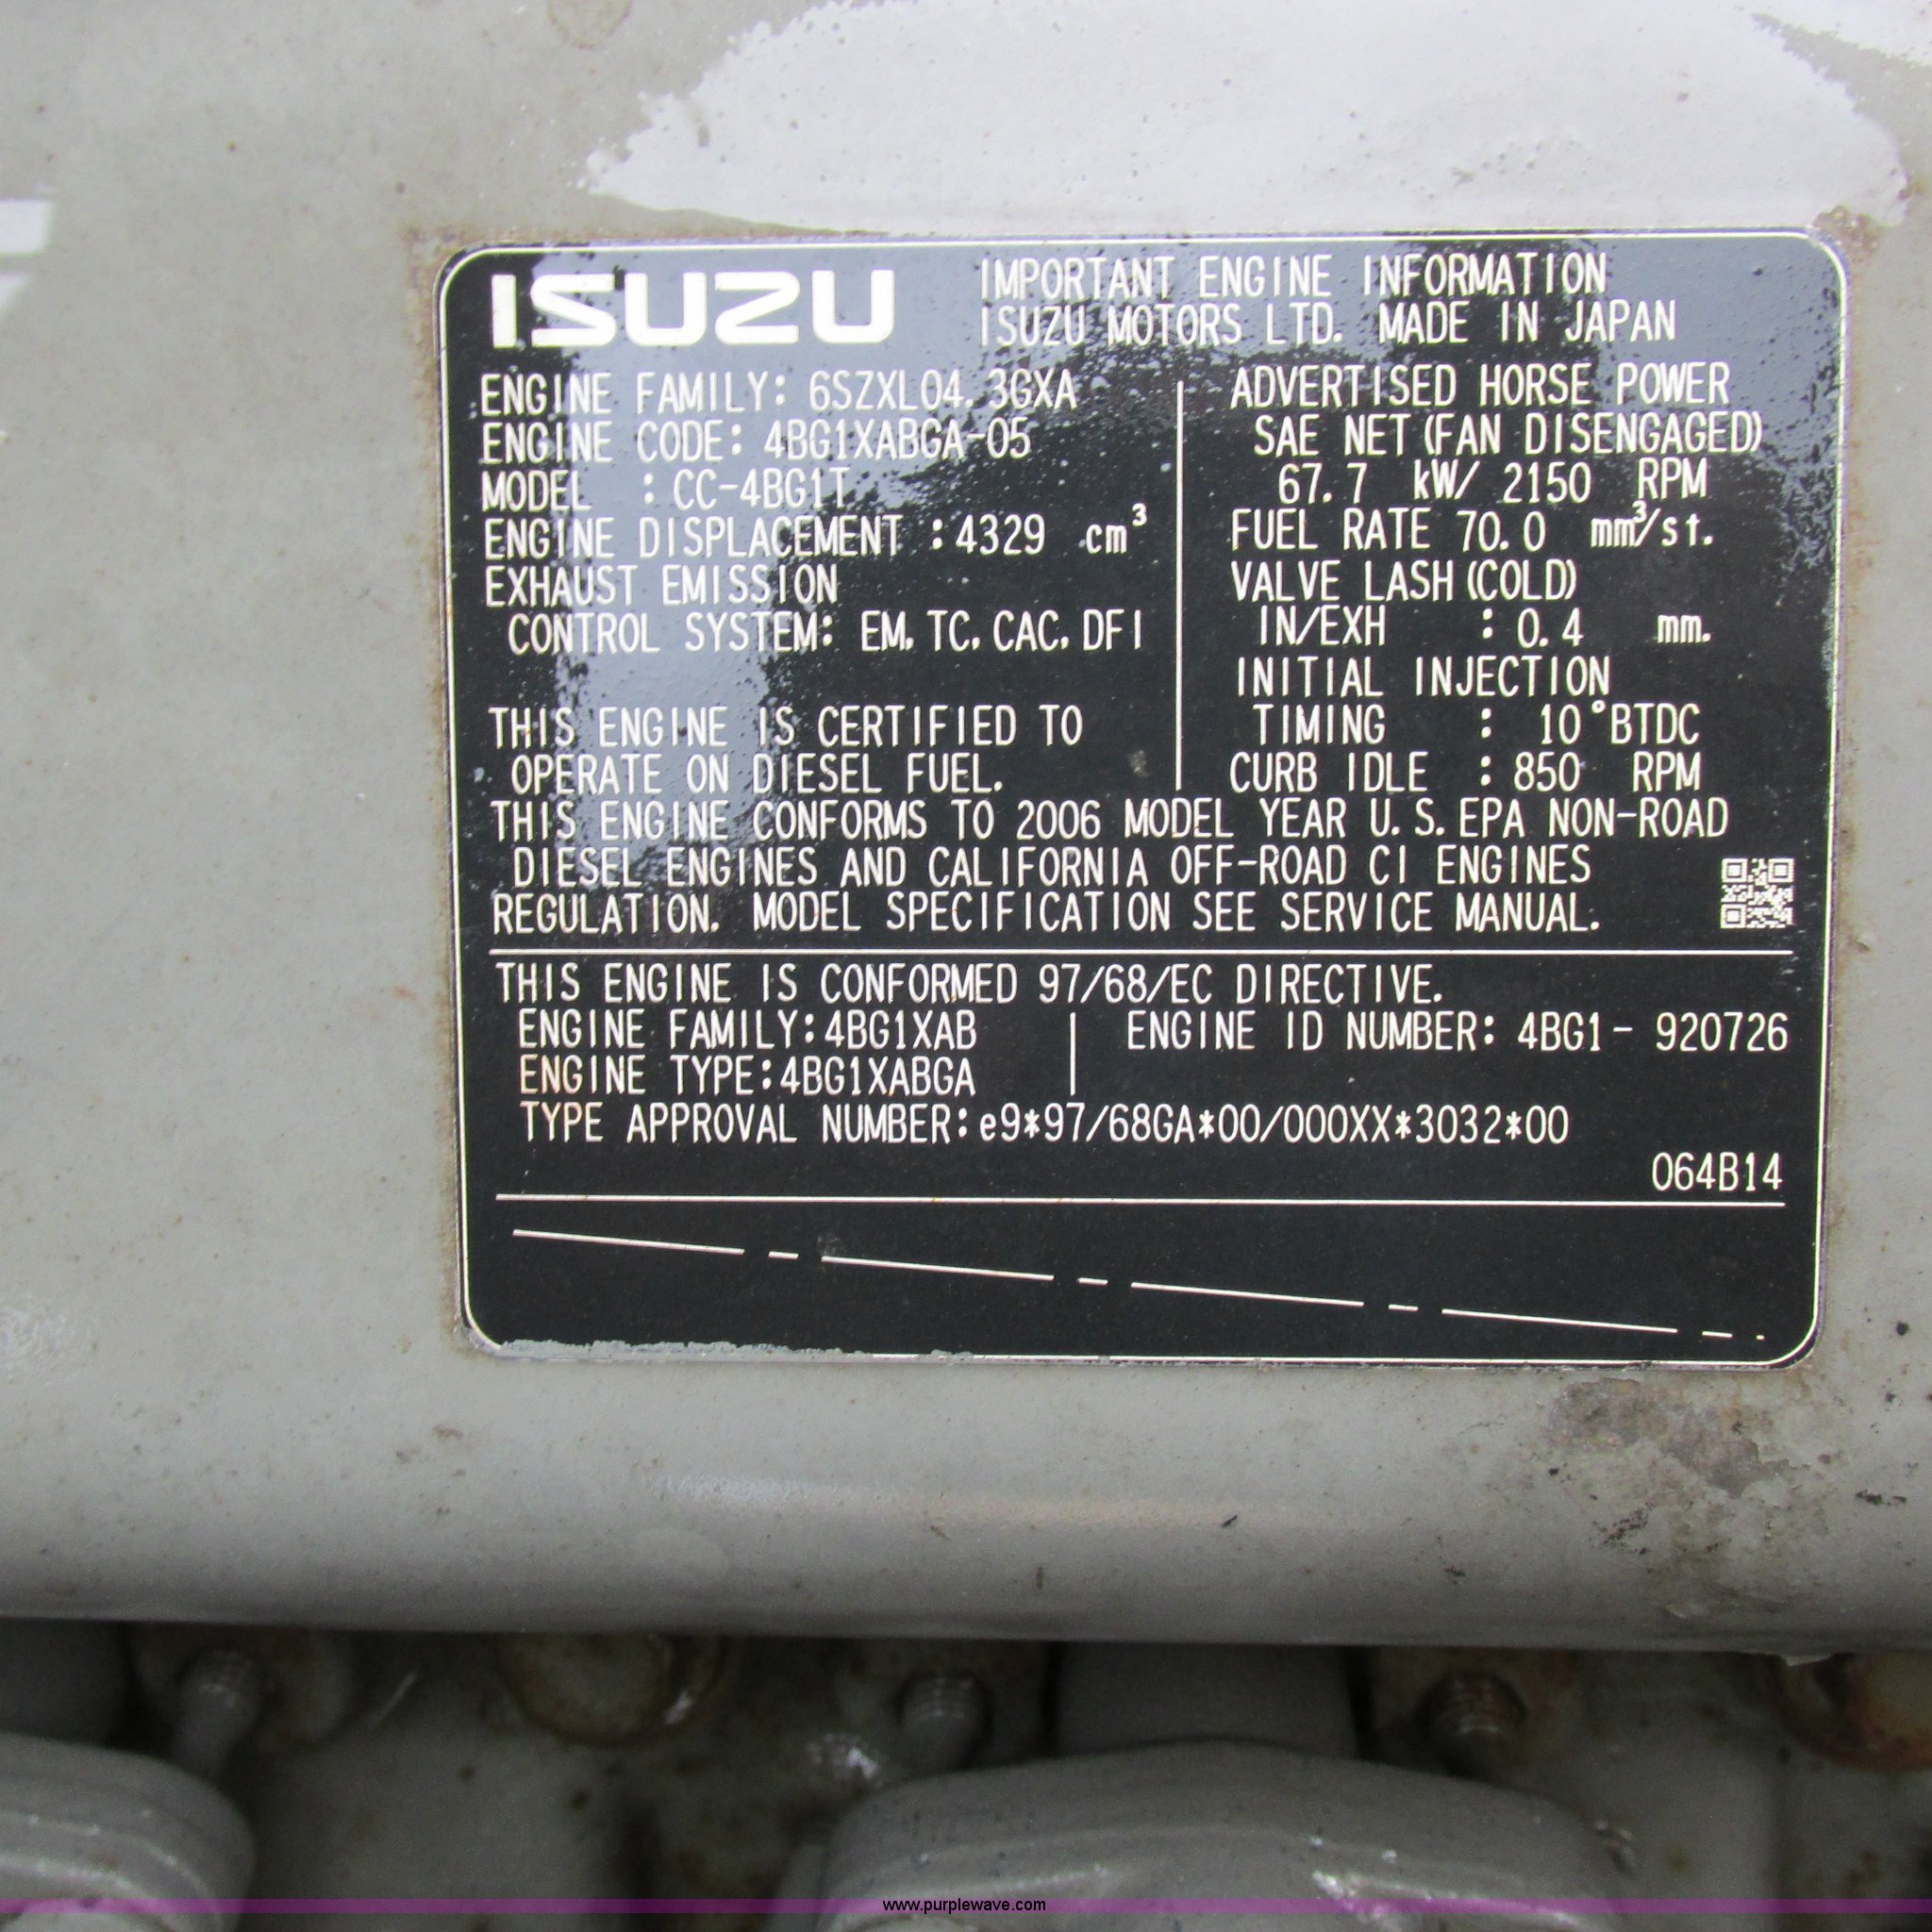 ISUZU
IMPORTANT ENGINE INFORMATION
ISUZU MOTORS LTD. MADE IN JAPAN
ENGINE FAMILY: 6SZXL04.3GXA
ENGINE CODE: 4BG1XABGA-05
MODEL : CC-4BG1T
ENGINE DISPLACEMENT :4329 cm³
EXHAUST EMISSION
CONTROL SYSTEM: EM, TC, CAC, DFI
THIS ENGINE IS CERTIFIED TO
OPERATE ON DIESEL FUEL.
ADVERTISED HORSE POWER
SAE NET (FAN DISENGAGED)
67.7 kW/ 2150 RPM
FUEL RATE 70.0 mm³/st.
VALVE LASH (COLD)
IN/EXH : 0.4 mm.
INITIAL INJECTION
TIMING : 10°BTDC
CURB IDLE : 850 RPM
THIS ENGINE CONFORMS TO 2006 MODEL YEAR U.S. EPA NON-ROAD
DIESEL ENGINES AND CALIFORNIA OFF-ROAD CI ENGINES
REGULATION. MODEL SPECIFICATION SEE SERVICE MANUAL.
THIS ENGINE IS CONFORMED 97/68/EC DIRECTIVE.
ENGINE FAMILY:4BG1XAB
ENGINE TYPE:4BG1XABGA
ENGINE ID NUMBER: 4BG1- 920726
TYPE APPROVAL NUMBER:e9*97/68GA*00/000XX*3032*00
064B14
www.purplewave.com